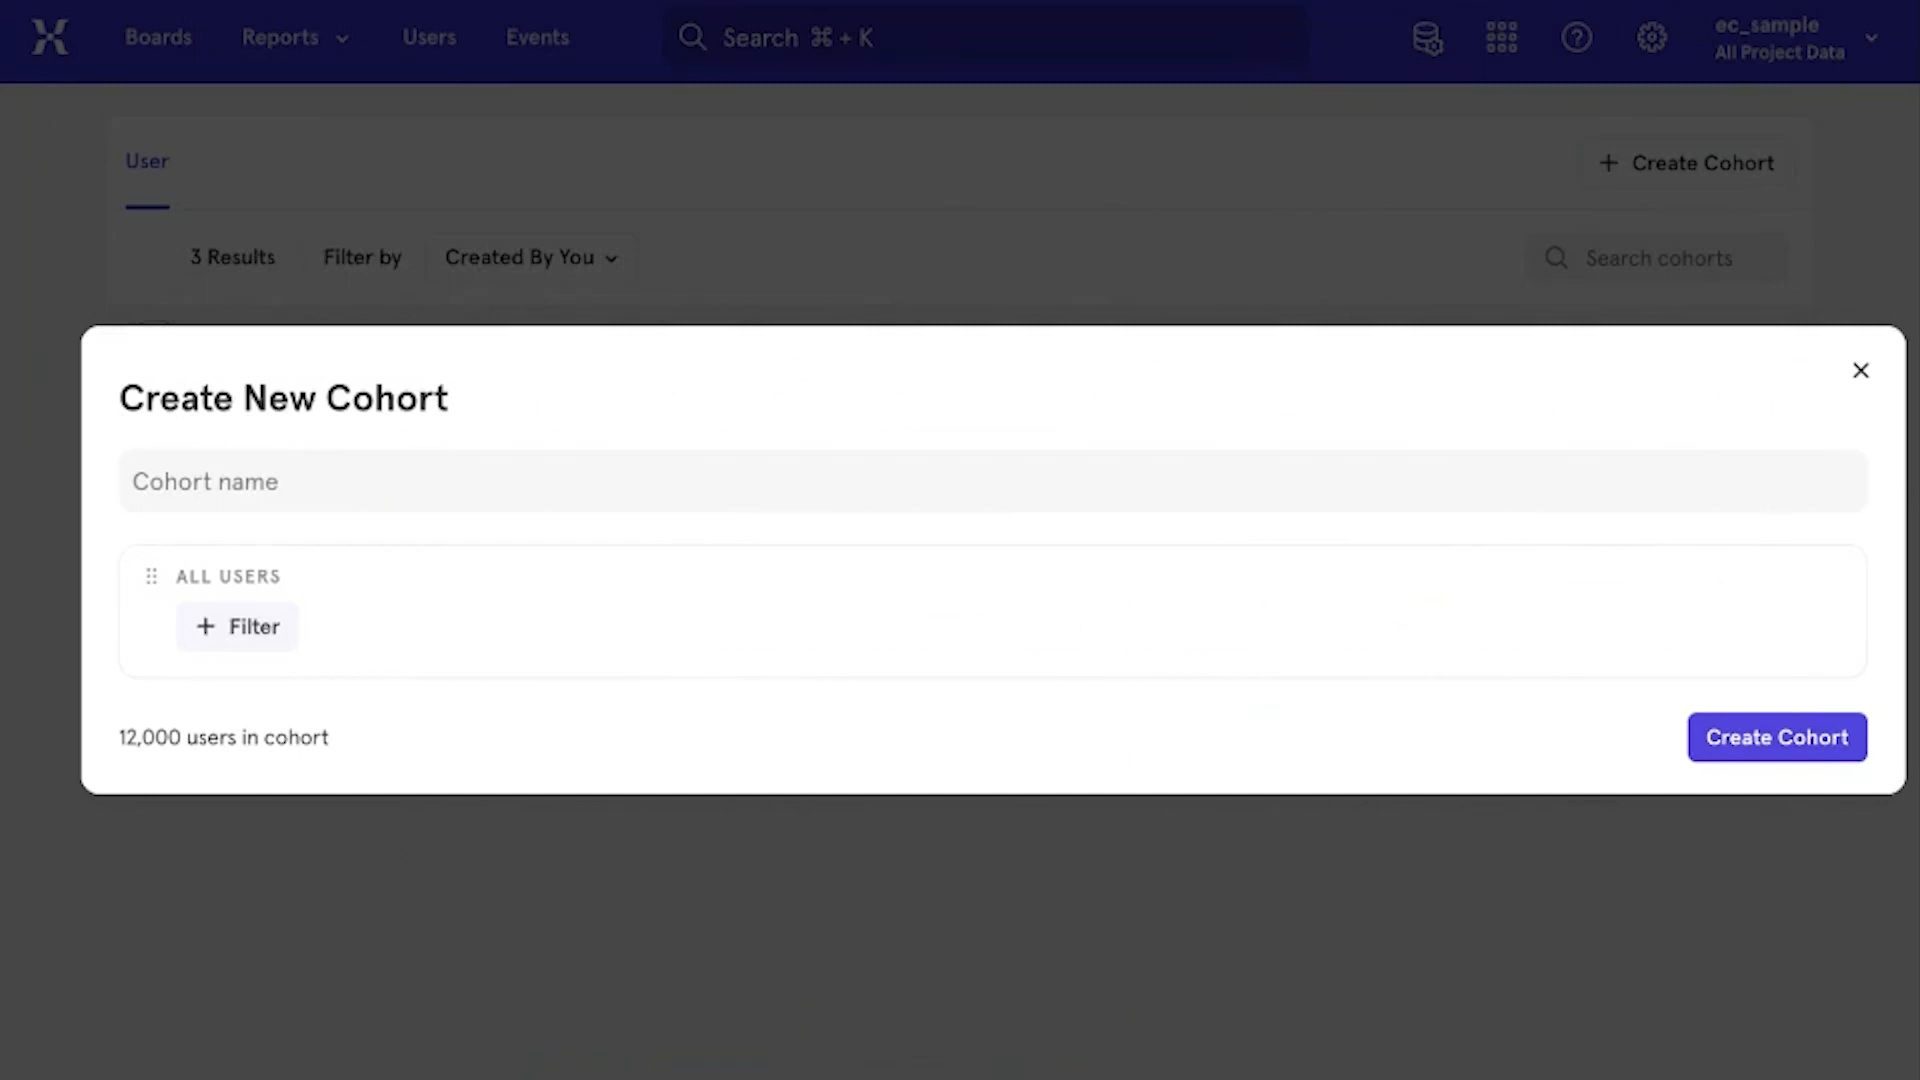 Boards Reports Users Events Search ⌘ + K ec_sample
All Project Data
User + Create Cohort
3 Results Filter by Created By You Search cohorts
Create New Cohort
Cohort name
ALL USERS
+ Filter
12,000 users in cohort Create Cohort